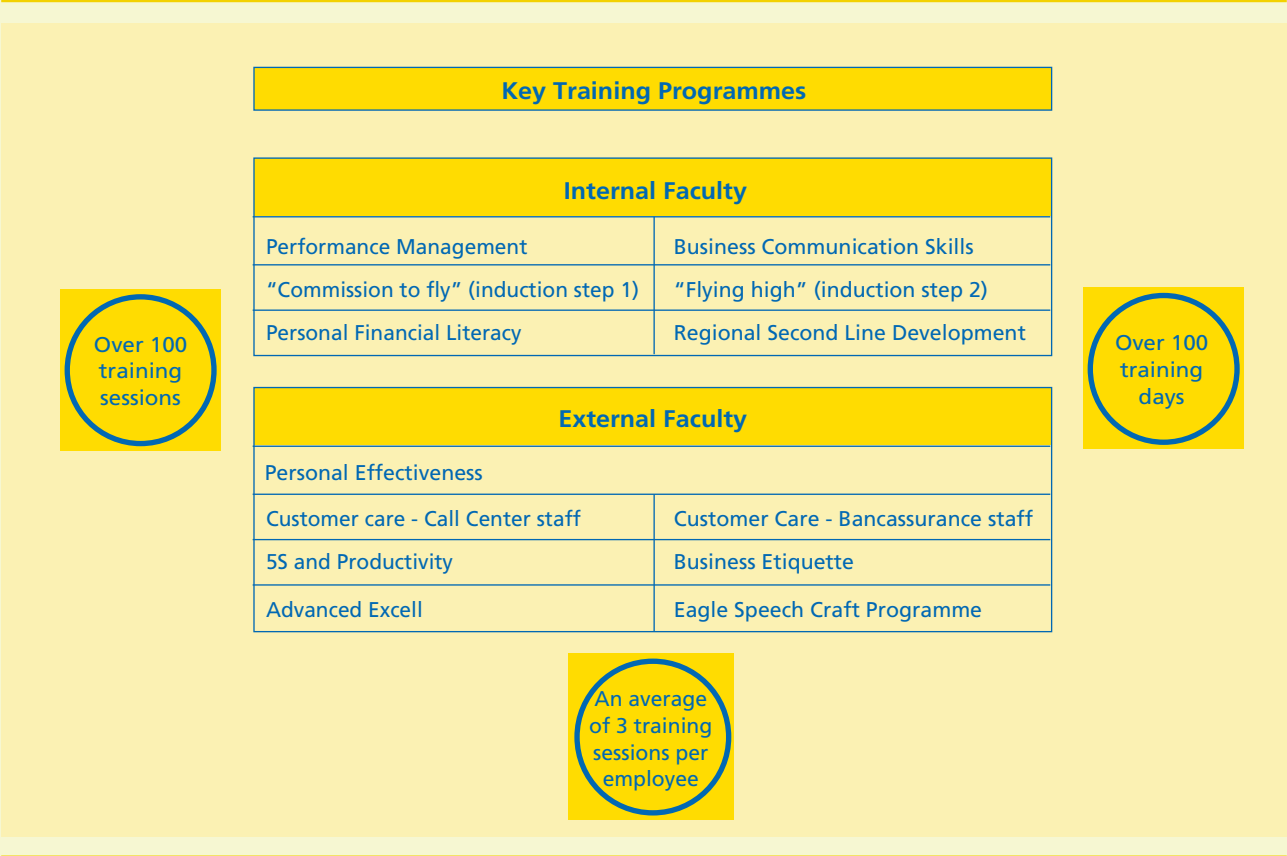 Key Training Programmes
Internal Faculty
Performance Management
Business Communication Skills
“Commission to fly” (induction step 1)
“Flying high” (induction step 2)
Personal Financial Literacy
Regional Second Line Development
Over 100
training
sessions
Over 100
training
days
External Faculty
Personal Effectiveness
Customer care - Call Center staff
Customer Care - Bancassurance staff
5S and Productivity
Business Etiquette
Advanced Excell
Eagle Speech Craft Programme
An average
of 3 training
sessions per
employee